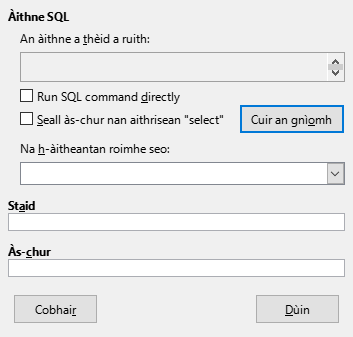 Àithne SQL
An àithne a thèid a ruith:
Run SQL command directly
Seall às-chur nan aithrisean "select"
Cuir an gnìomh
Na h-àitheantan roimhe seo:
Staid
Às-chur
Cobhair
Dùin